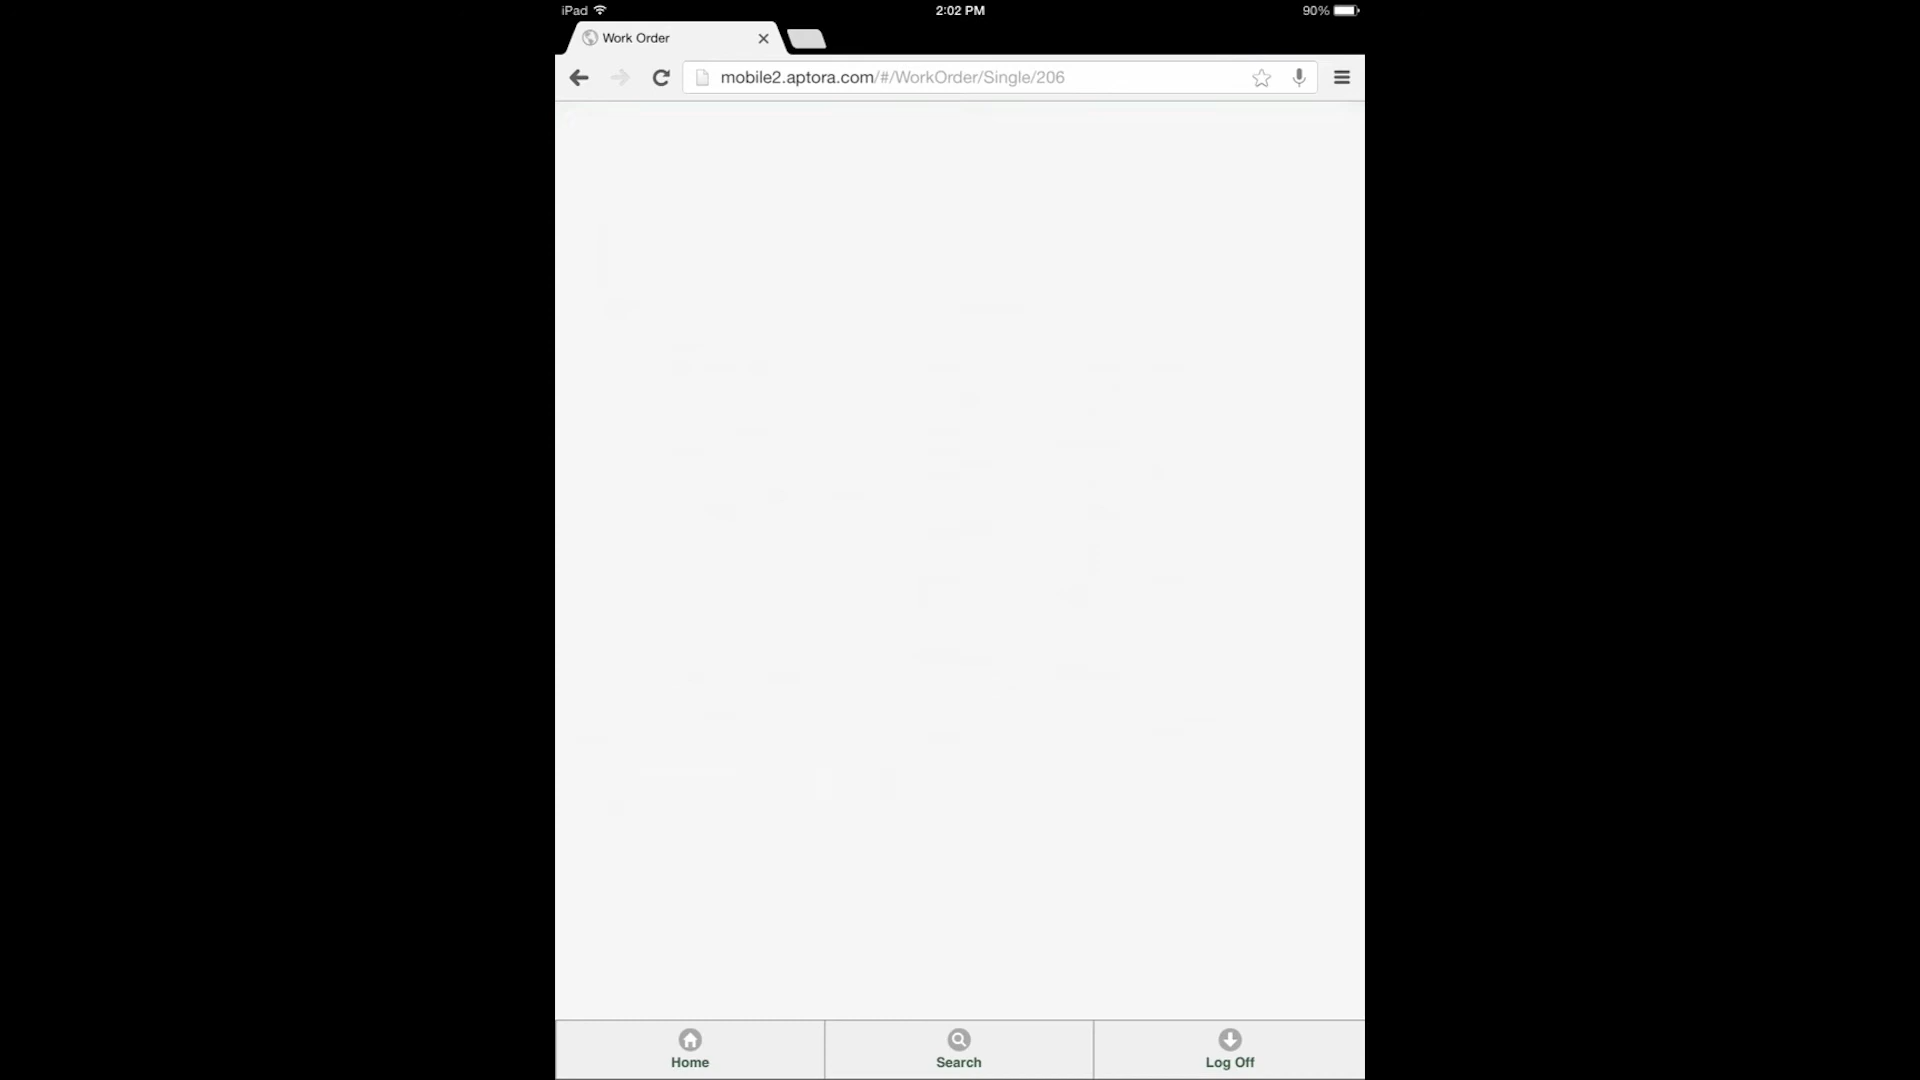 iPad 2:02 PM 90%
Work Order
mobile2.aptora.com/#/WorkOrder/Single/206
Home Search Log Off